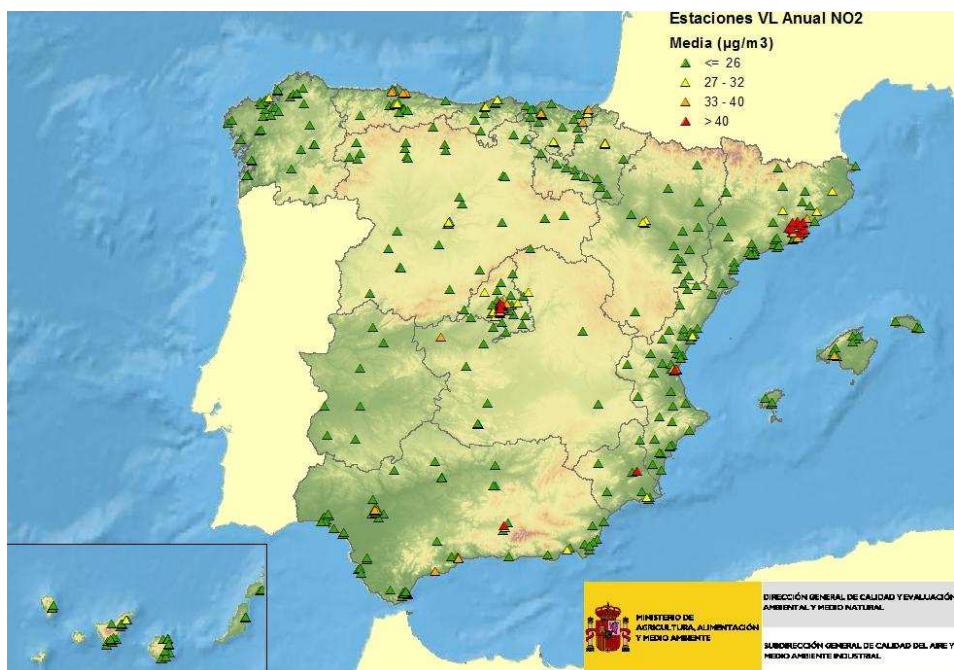 Estaciones VL Anual NO2
Media (µg/m3)
<= 26
27 - 32
33 - 40
> 40
MINISTERIO DE
AGRICULTURA, ALIMENTACIÓN
Y MEDIO AMBIENTE
DIRECCIÓN GENERAL DE CALIDAD Y EVALUACIÓN
AMBIENTAL Y MEDIO NATURAL
SUBDIRECCIÓN GENERAL DE CALIDAD DEL AIRE Y
MEDIO AMBIENTE INDUSTRIAL